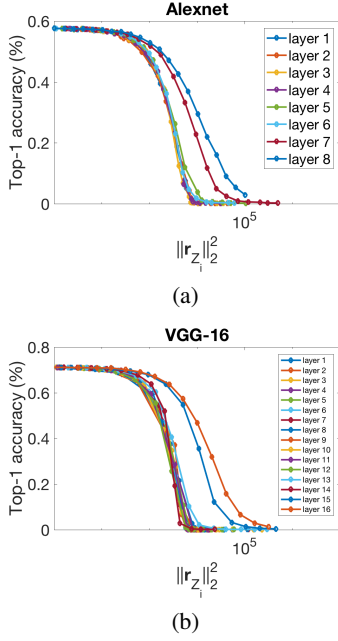 Alexnet
Top-1 accuracy (%)
0.6
0.4
0.2
0
layer 1
layer 2
layer 3
layer 4
layer 5
layer 6
layer 7
layer 8
10^5
||r_{Z_i}||_2^2
(a)
VGG-16
Top-1 accuracy (%)
0.8
0.6
0.4
0.2
0
layer 1
layer 2
layer 3
layer 4
layer 5
layer 6
layer 7
layer 8
layer 9
layer 10
layer 11
layer 12
layer 13
layer 14
layer 15
layer 16
10^5
||r_{Z_i}||_2^2
(b)